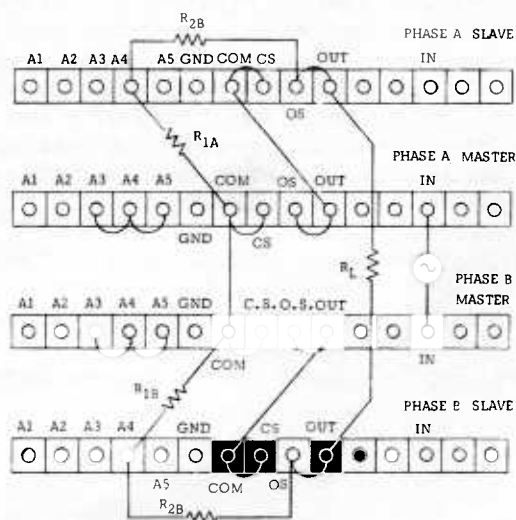 R2B
PHASE A SLAVE
A1 A2 A3 A4 A5 GND COM CS OUT IN
OS
R1A
PHASE A MASTER
A1 A2 A3 A4 A5 COM OS OUT IN
GND CS
RL
PHASE B
MASTER
A1 A2 A3 A4 A5 GND C.S.O.S.OUT
COM IN
R1B
PHASE B SLAVE
A1 A2 A3 A4 GND CS OUT IN
A5 COM OS
R2B